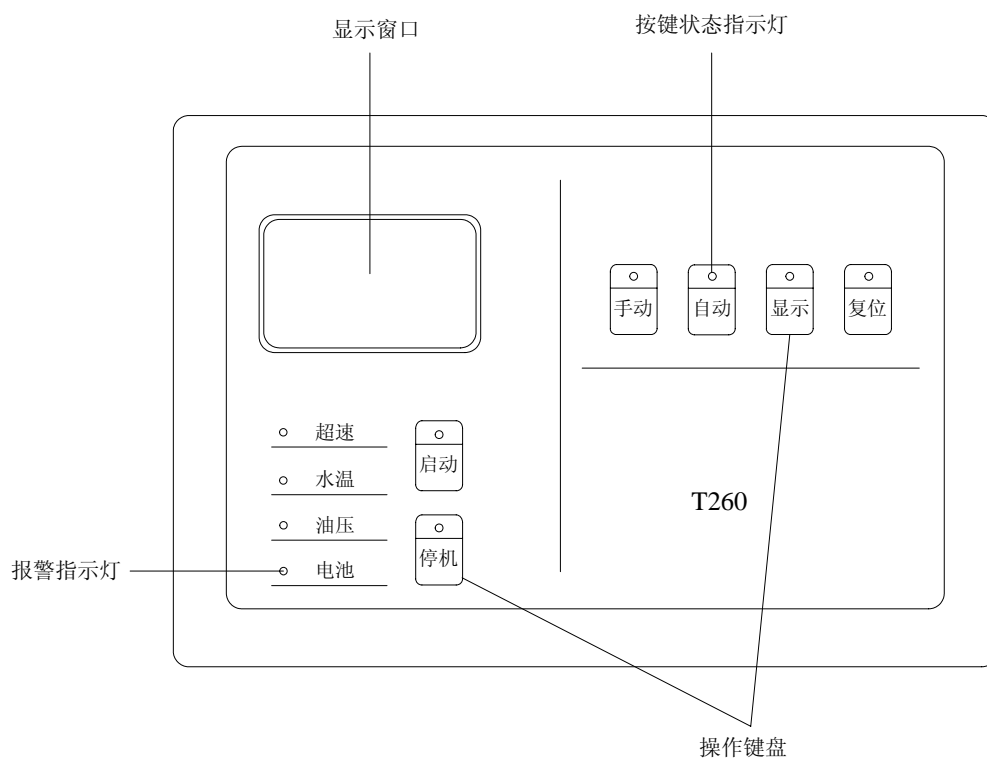 显示窗口
按键状态指示灯
手动
自动
显示
复位
超速
启动
水温
T260
油压
停机
报警指示灯
电池
操作键盘